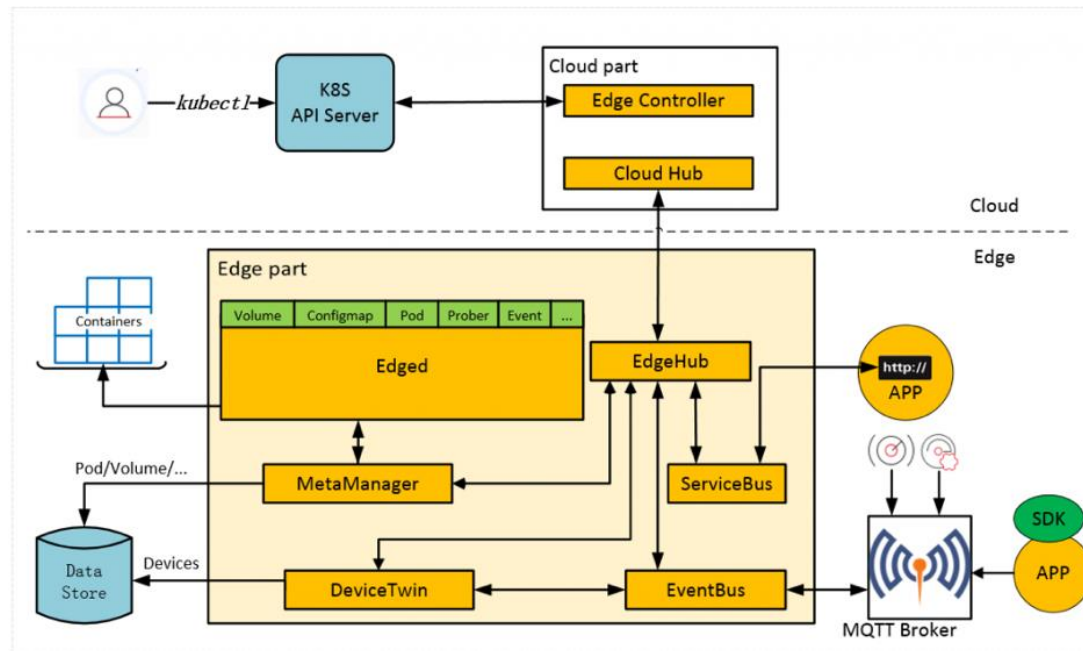 kubectl
K8S
API Server
Cloud part
Edge Controller
Cloud Hub
Cloud
Edge
Edge part
Volume
Configmap
Pod
Prober
Event
...
Containers
Edged
EdgeHub
http://
APP
Pod/Volume/...
MetaManager
ServiceBus
SDK
APP
Data
Store
Devices
DeviceTwin
EventBus
MQTT Broker